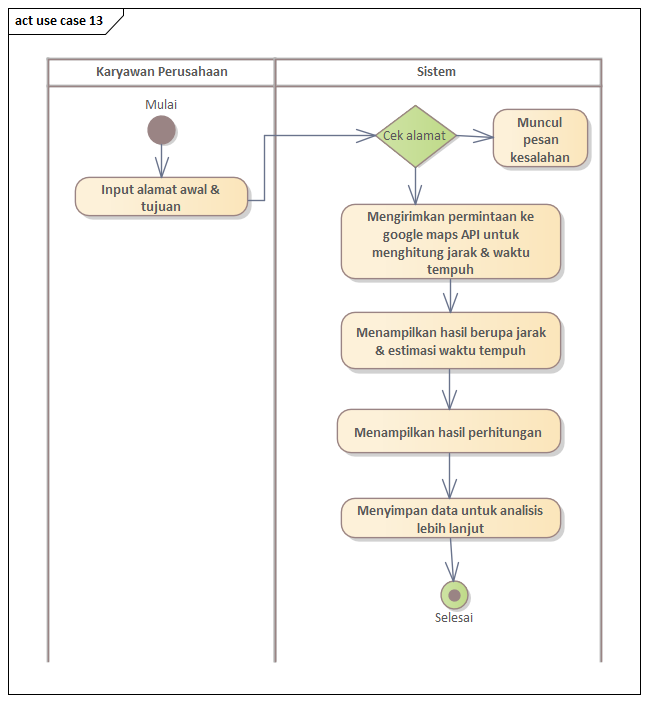 act use case 13
Karyawan Perusahaan
Sistem
Mulai
Input alamat awal &
tujuan
Cek alamat
Muncul
pesan
kesalahan
Mengirimkan permintaan ke
google maps API untuk
menghitung jarak & waktu
tempuh
Menampilkan hasil berupa jarak
& estimasi waktu tempuh
Menampilkan hasil perhitungan
Menyimpan data untuk analisis
lebih lanjut
Selesai